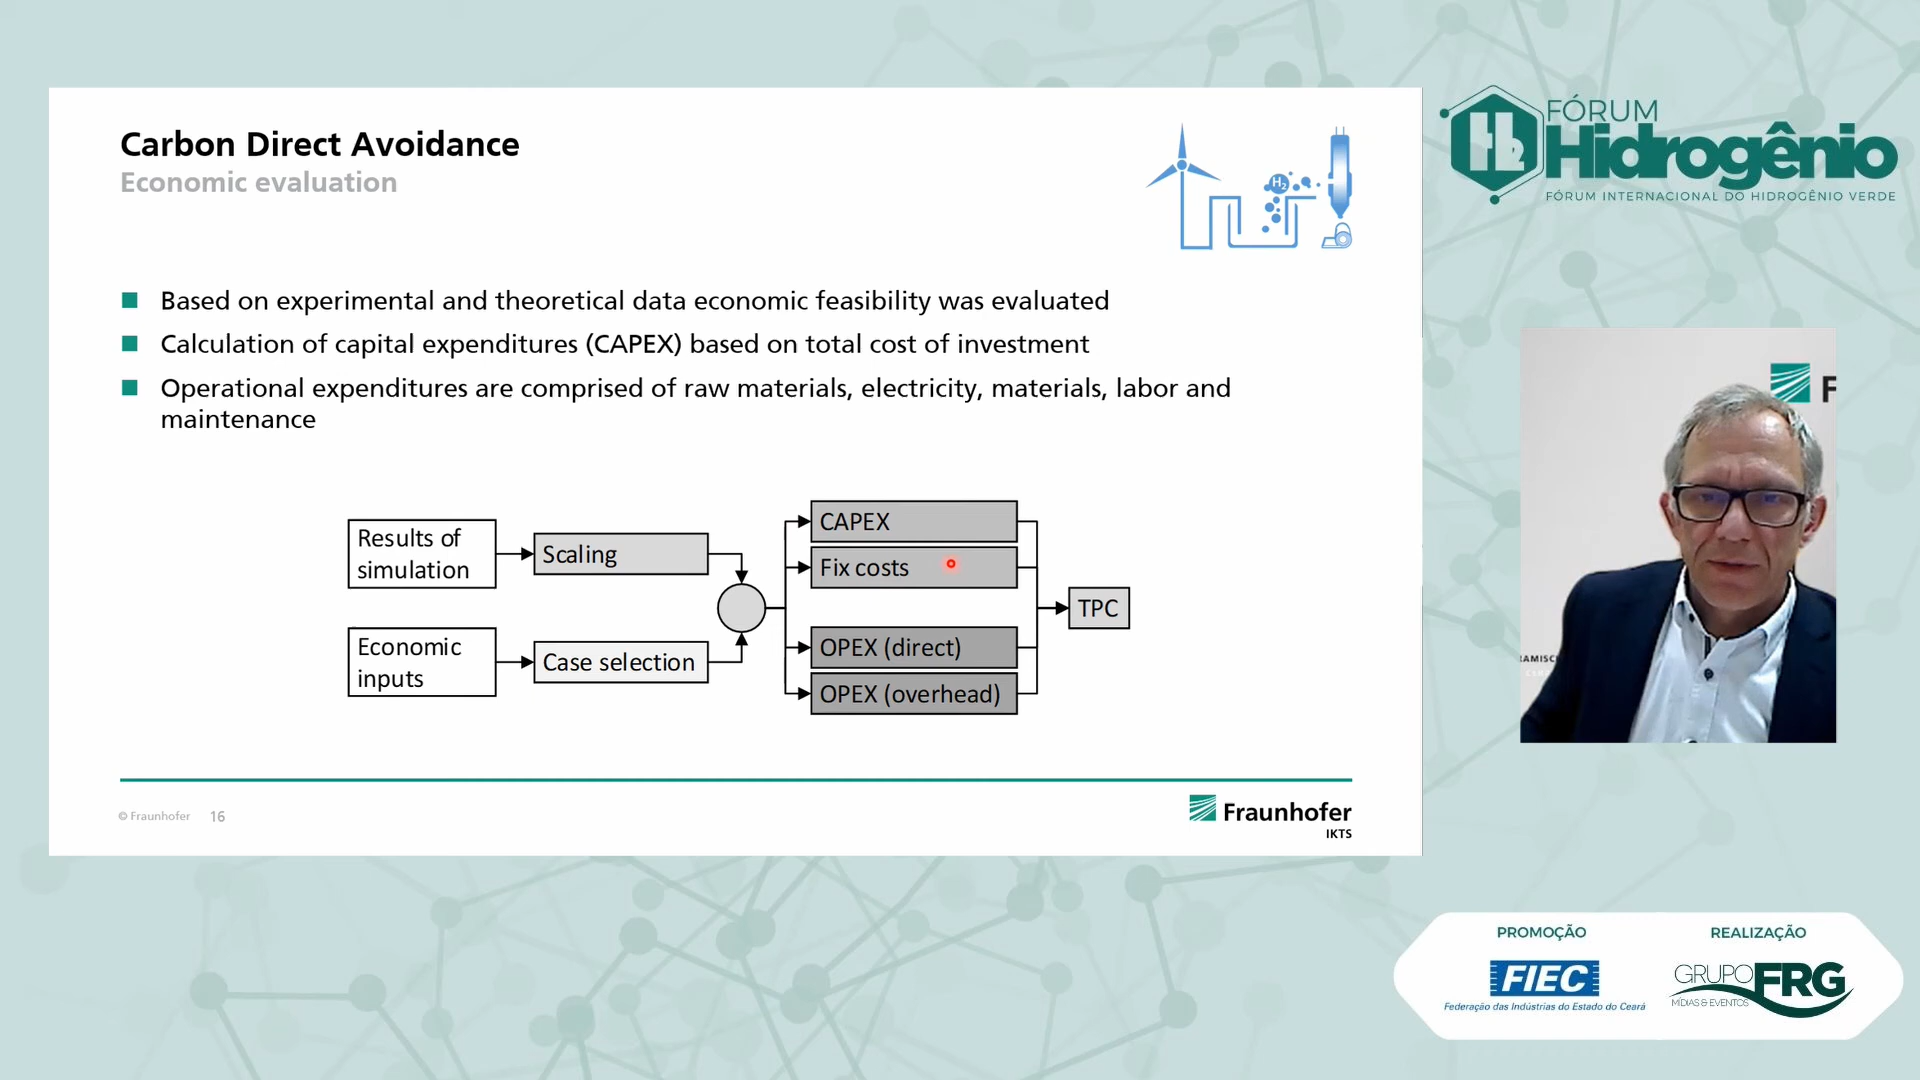 Carbon Direct Avoidance
Economic evaluation
H₂
Based on experimental and theoretical data economic feasibility was evaluated
Calculation of capital expenditures (CAPEX) based on total cost of investment
Operational expenditures are comprised of raw materials, electricity, materials, labor and
maintenance
Results of
simulation
Scaling
Economic
inputs
Case selection
CAPEX
Fix costs
OPEX (direct)
OPEX (overhead)
TPC
© Fraunhofer 16
Fraunhofer
IKTS
H2
FÓRUM
Hidrogênio
FÓRUM INTERNACIONAL DO HIDROGÊNIO VERDE
F
PROMOÇÃO
FIEC
Federação das Indústrias do Estado do Ceará
REALIZAÇÃO
GRUPO FRG
MÍDIAS & EVENTOS